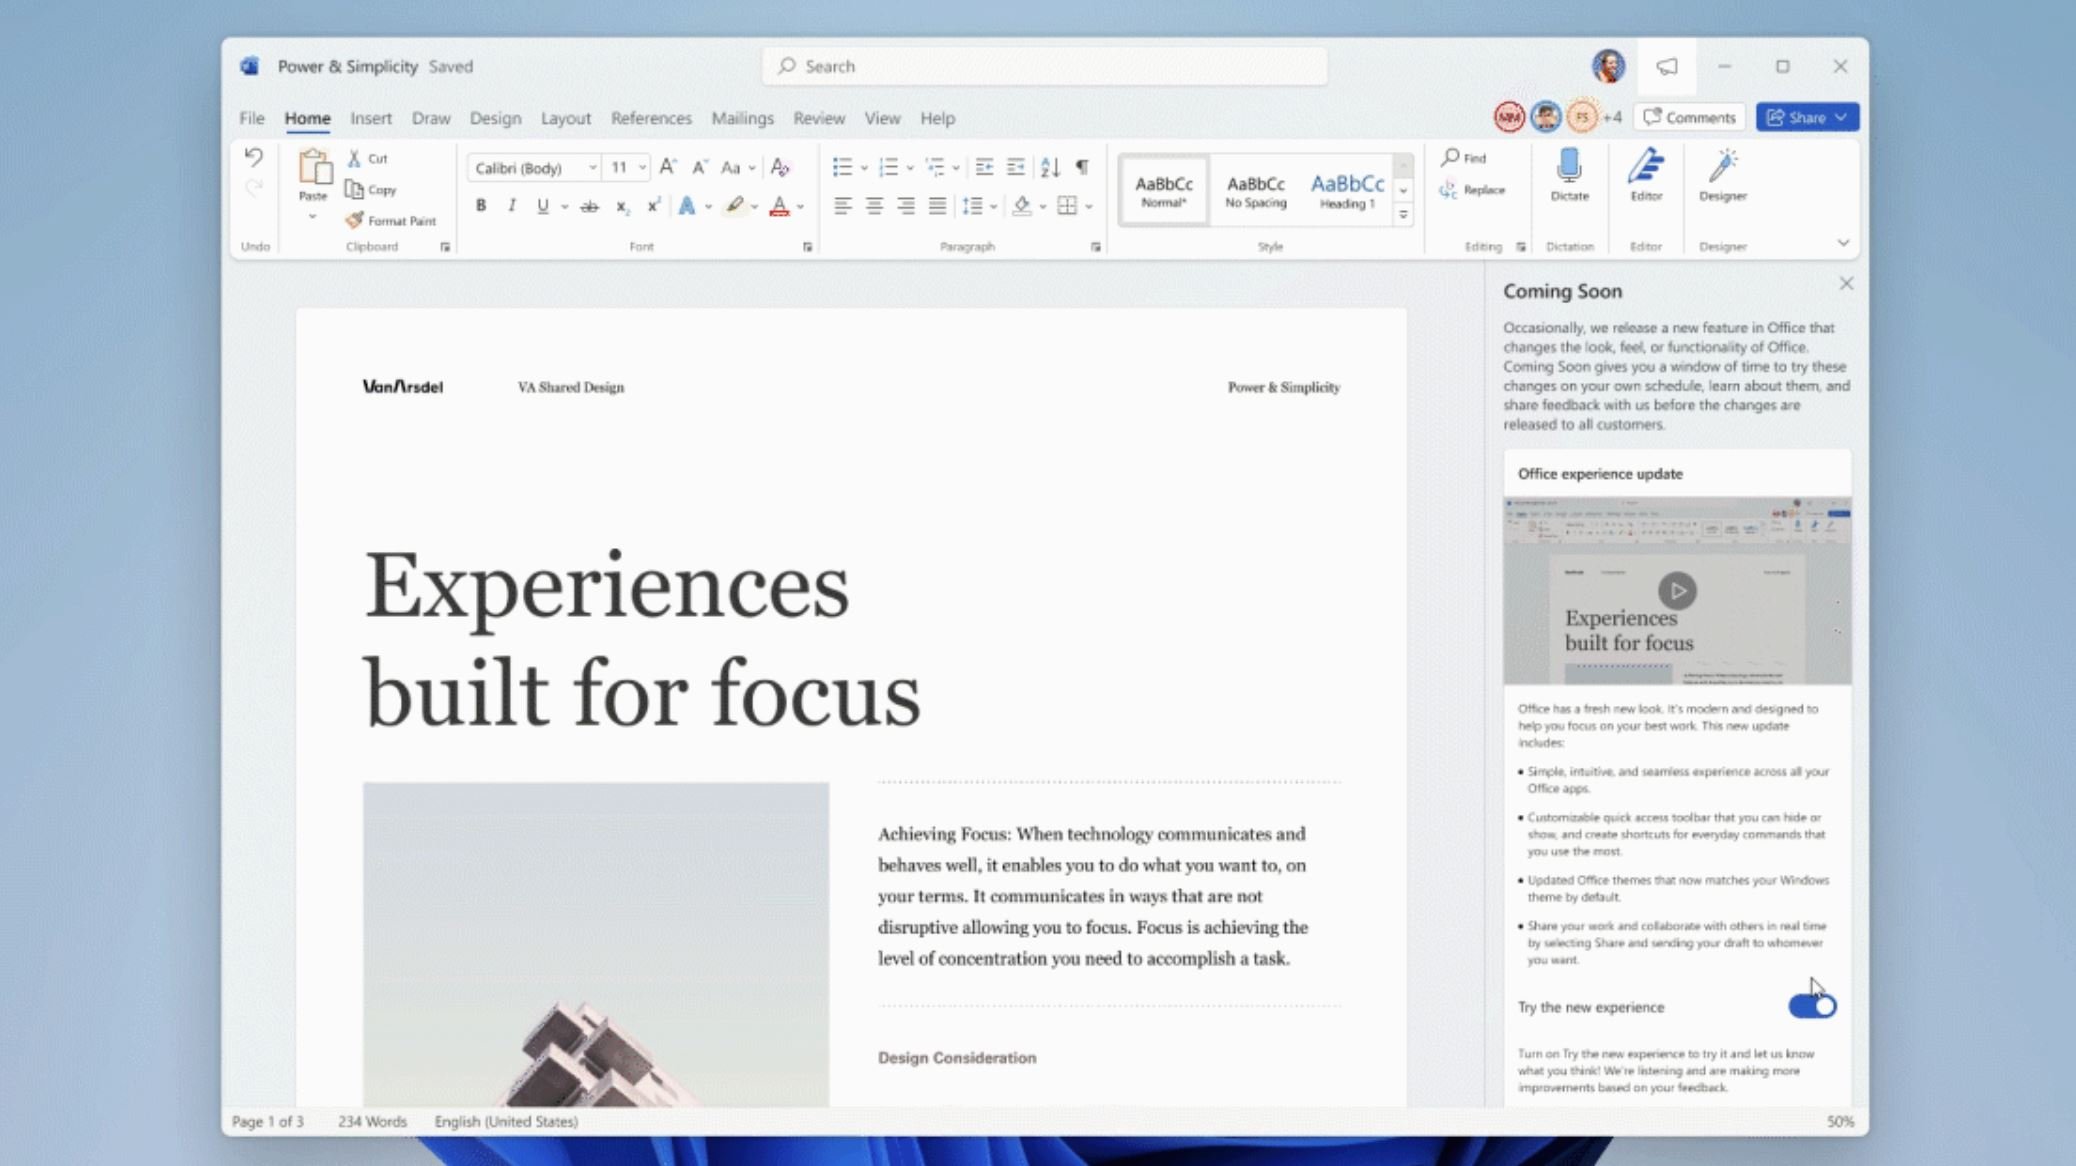 Power & Simplicity Saved
Search
File Home Insert Draw Design Layout References Mailings Review View Help
MM FS +4 Comments Share
Paste
Cut
Copy
Format Paint
Calibri (Body) 11
Aa
B I U ab x₂ x² A A
AaBbCc
Normal*
AaBbCc
No Spacing
AaBbCc
Heading 1
Find
Replace
Dictate
Editor
Designer
Undo Clipboard Font Paragraph Style Editing Dictation Editor Designer
VanArsdel VA Shared Design Power & Simplicity
Experiences
built for focus
Achieving Focus: When technology communicates and
behaves well, it enables you to do what you want to, on
your terms. It communicates in ways that are not
disruptive allowing you to focus. Focus is achieving the
level of concentration you need to accomplish a task.
Design Consideration
Coming Soon
Occasionally, we release a new feature in Office that
changes the look, feel, or functionality of Office.
Coming Soon gives you a window of time to try these
changes on your own schedule, learn about them, and
share feedback with us before the changes are
released to all customers.
Office experience update
Experiences
built for focus
Office has a fresh new look. It's modern and designed to
help you focus on your best work. This new update
includes:
• Simple, intuitive, and seamless experience across all your
Office apps.
• Customizable quick access toolbar that you can hide or
show, and create shortcuts for everyday commands that
you use the most.
• Updated Office themes that now matches your Windows
theme by default.
• Share your work and collaborate with others in real time
by selecting Share and sending your draft to whomever
you want.
Try the new experience
Turn on Try the new experience to try it and let us know
what you think! We're listening and are making more
improvements based on your feedback.
Page 1 of 3 234 Words English (United States) 50%